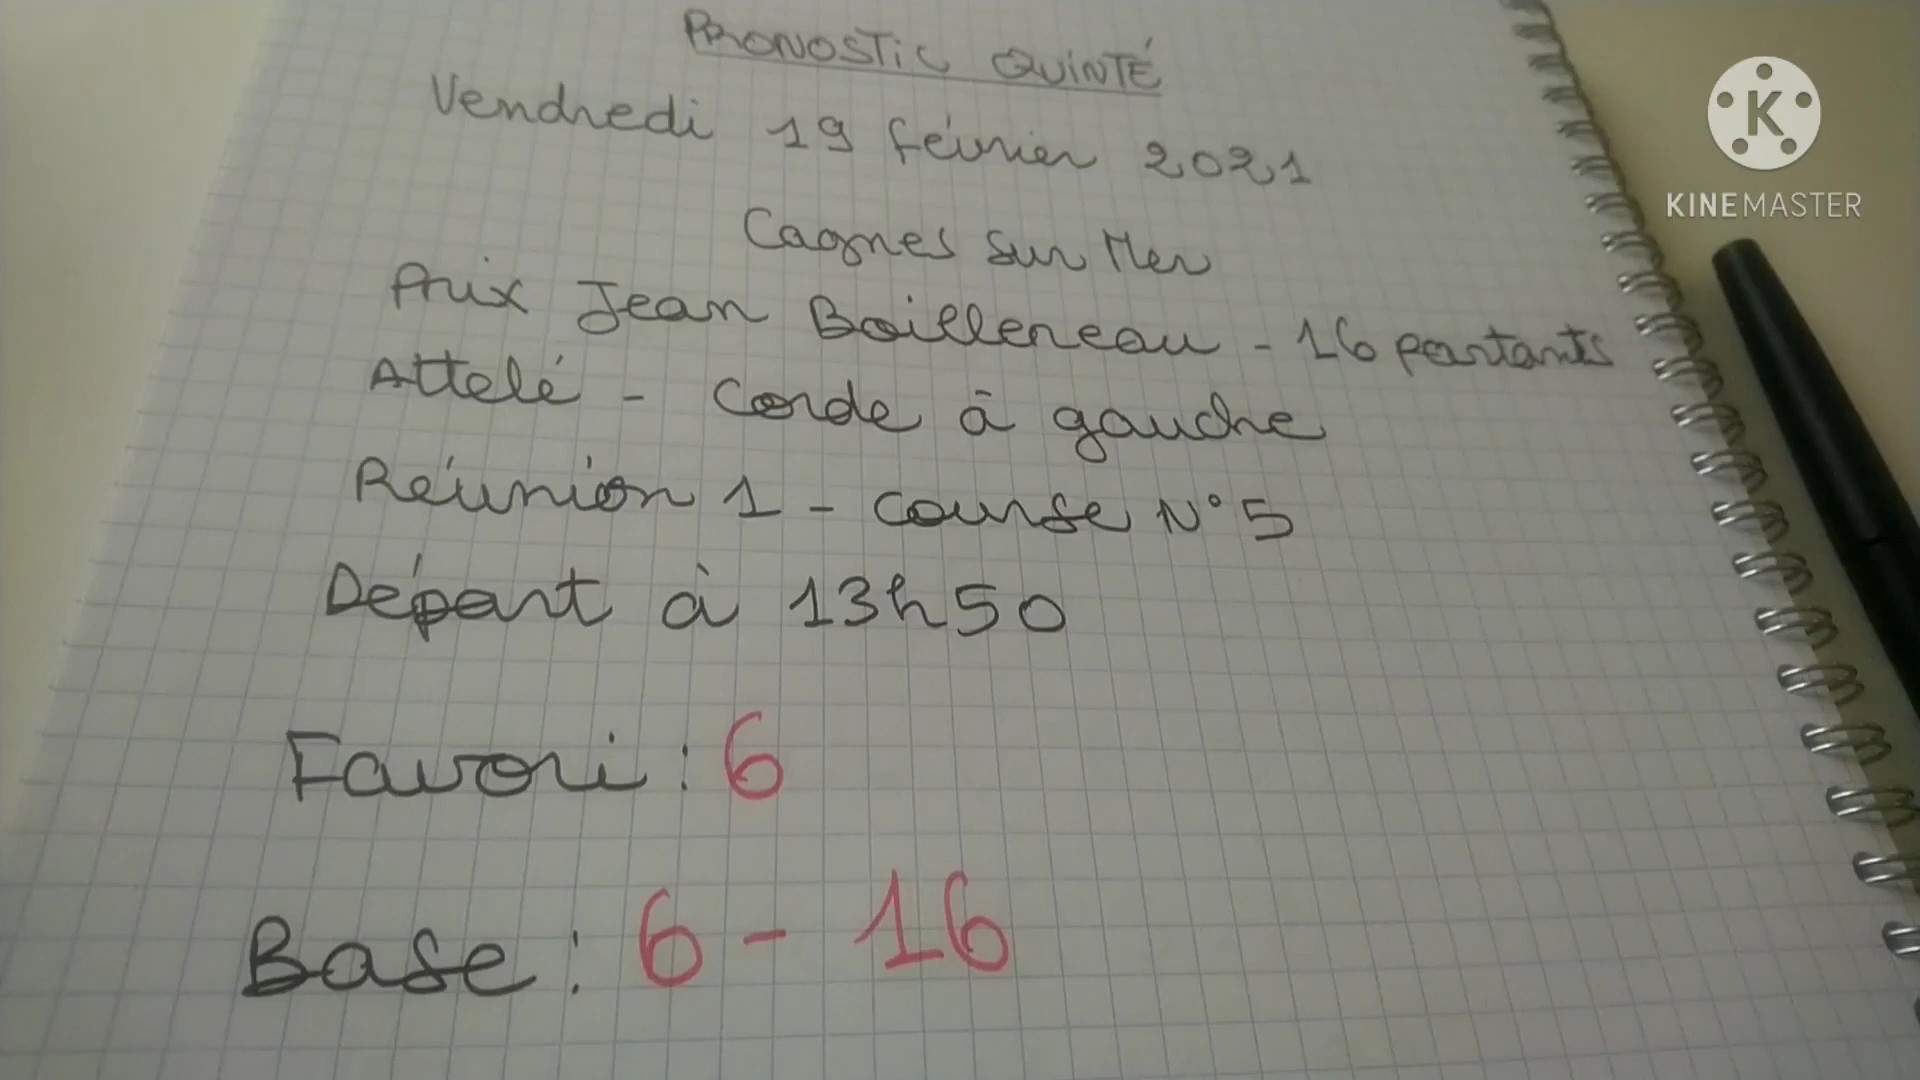 PRONOSTIC QUINTÉ
Vendredi 19 février 2021
Cagnes sur Mer
Prix Jean Boillereau - 16 partants
Attelé - Corde à gauche
Réunion 1 - course N°5
Départ à 13h50
Favori : 6
Base : 6 - 16
K
KINEMASTER